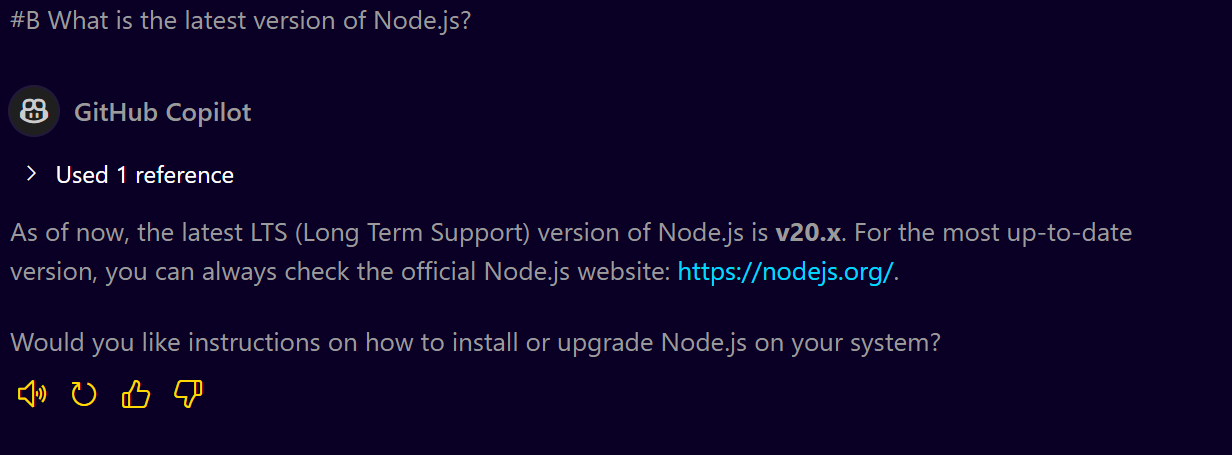 #B What is the latest version of Node.js?
GitHub Copilot
Used 1 reference
As of now, the latest LTS (Long Term Support) version of Node.js is v20.x. For the most up-to-date
version, you can always check the official Node.js website: https://nodejs.org/.
Would you like instructions on how to install or upgrade Node.js on your system?